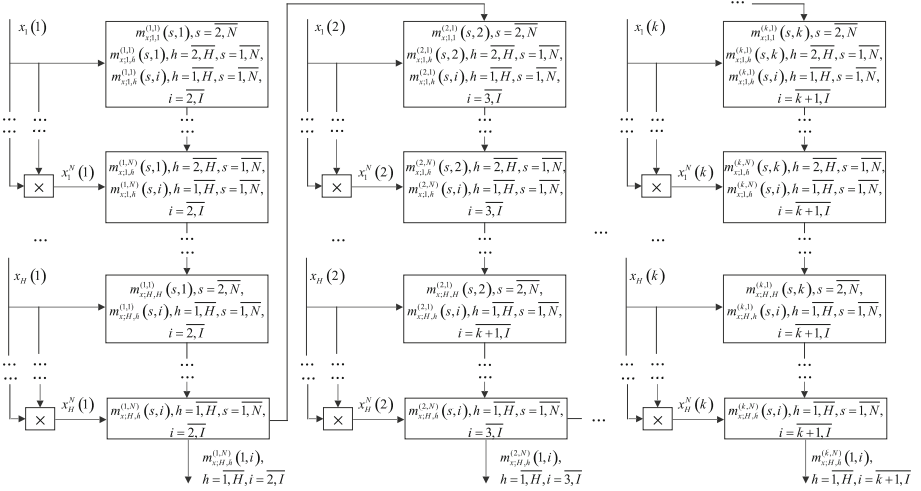 x_1(1)
m^{(1,1)}_{x;1,1}(s,1), s=\overline{2,N}
m^{(1,1)}_{x;1,h}(s,1), h=\overline{2,H}, s=\overline{1,N},
m^{(1,1)}_{x;1,h}(s,i), h=\overline{1,H}, s=\overline{1,N},
i=\overline{2,I}
... ...
... ...
× x_1^N(1)
m^{(1,N)}_{x;1,h}(s,1), h=\overline{2,H}, s=\overline{1,N},
m^{(1,N)}_{x;1,h}(s,i), h=\overline{1,H}, s=\overline{1,N},
i=\overline{2,I}
...
x_H(1)
m^{(1,1)}_{x;H,H}(s,1), s=\overline{2,N},
m^{(1,1)}_{x;H,h}(s,i), h=\overline{1,H}, s=\overline{1,N},
i=\overline{2,I}
... ...
... ...
× x_H^N(1)
m^{(1,N)}_{x;H,h}(s,i), h=\overline{1,H}, s=\overline{1,N},
i=\overline{2,I}
m^{(1,N)}_{x;H,h}(1,i),
h=\overline{1,H}, i=\overline{2,I}
x_1(2)
m^{(2,1)}_{x;1,1}(s,2), s=\overline{2,N}
m^{(2,1)}_{x;1,h}(s,2), h=\overline{2,H}, s=\overline{1,N},
m^{(2,1)}_{x;1,h}(s,i), h=\overline{1,H}, s=\overline{1,N},
i=\overline{3,I}
... ...
... ...
× x_1^N(2)
m^{(2,N)}_{x;1,h}(s,2), h=\overline{2,H}, s=\overline{1,N},
m^{(2,N)}_{x;1,h}(s,i), h=\overline{1,H}, s=\overline{1,N},
i=\overline{3,I}
...
x_H(2)
m^{(2,1)}_{x;H,H}(s,2), s=\overline{2,N},
m^{(2,1)}_{x;H,h}(s,i), h=\overline{1,H}, s=\overline{1,N},
i=\overline{k+1,I}
... ...
... ...
× x_H^N(2)
m^{(2,N)}_{x;H,h}(s,i), h=\overline{1,H}, s=\overline{1,N},
i=\overline{3,I}
m^{(2,N)}_{x;H,h}(1,i),
h=\overline{1,H}, i=\overline{3,I}
...
...
...
x_1(k)
m^{(k,1)}_{x;1,1}(s,k), s=\overline{2,N}
m^{(k,1)}_{x;1,h}(s,k), h=\overline{2,H}, s=\overline{1,N},
m^{(k,1)}_{x;1,h}(s,i), h=\overline{1,H}, s=\overline{1,N},
i=\overline{k+1,I}
... ...
... ...
× x_1^N(k)
m^{(k,N)}_{x;1,h}(s,k), h=\overline{2,H}, s=\overline{1,N},
m^{(k,N)}_{x;1,h}(s,i), h=\overline{1,H}, s=\overline{1,N},
i=\overline{k+1,I}
...
x_H(k)
m^{(k,1)}_{x;H,H}(s,k), s=\overline{2,N},
m^{(k,1)}_{x;H,h}(s,i), h=\overline{1,H}, s=\overline{1,N},
i=\overline{k+1,I}
... ...
... ...
× x_H^N(k)
m^{(k,N)}_{x;H,h}(s,i), h=\overline{1,H}, s=\overline{1,N},
i=\overline{k+1,I}
m^{(k,N)}_{x;H,h}(1,i),
h=\overline{1,H}, i=\overline{k+1,I}